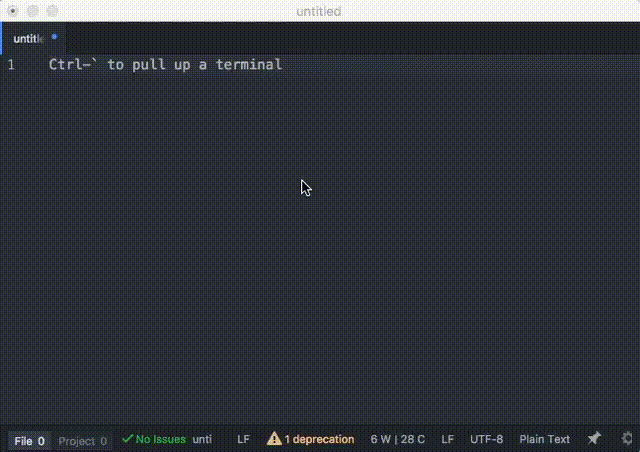 untitled
untitle
1 Ctrl-` to pull up a terminal
File 0 Project 0 No Issues unti LF 1 deprecation 6 W | 28 C LF UTF-8 Plain Text